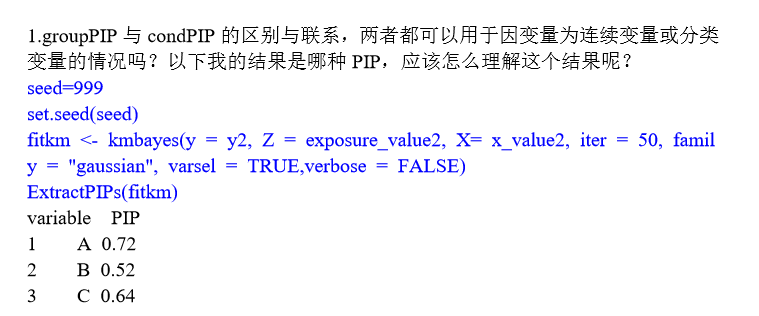 1.groupPIP 与 condPIP 的区别与联系，两者都可以用于因变量为连续变量或分类
变量的情况吗？以下我的结果是哪种 PIP，应该怎么理解这个结果呢？
seed=999
set.seed(seed)
fitkm <- kmbayes(y = y2, Z = exposure_value2, X= x_value2, iter = 50, famil
y = "gaussian", varsel = TRUE,verbose = FALSE)
ExtractPIPs(fitkm)
variable PIP
1 A 0.72
2 B 0.52
3 C 0.64